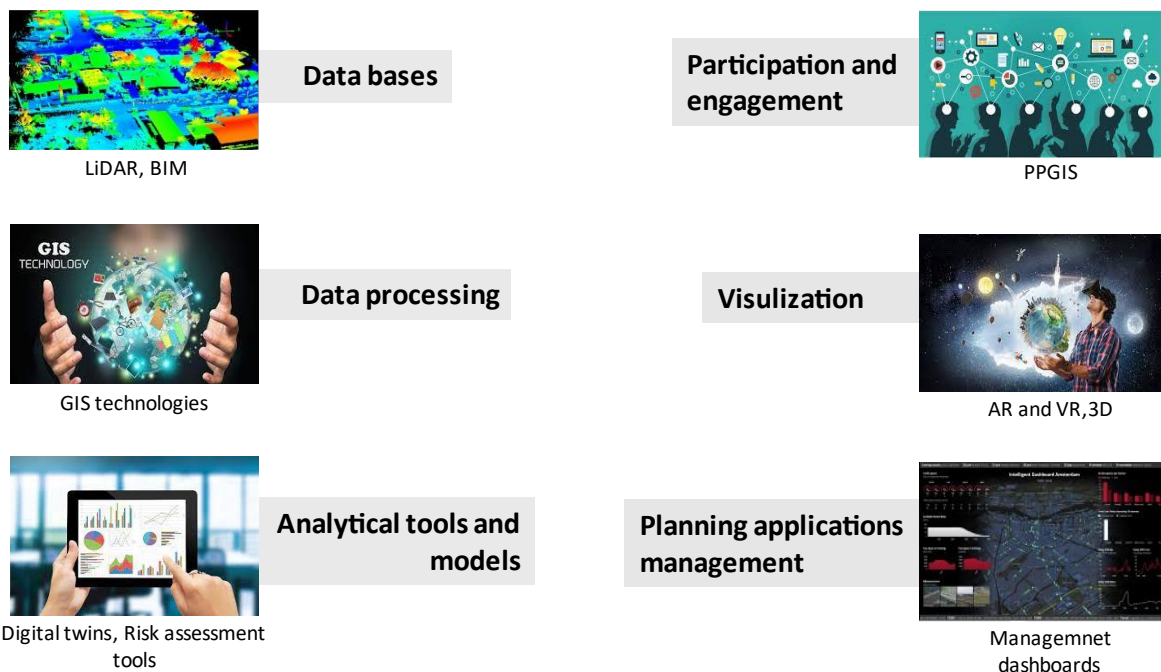 Data bases
LiDAR, BIM
Participation and
engagement
PPGIS
GIS
TECHNOLOGY
Data processing
GIS technologies
Visulization
AR and VR,3D
Analytical tools and
models
Digital twins, Risk assessment
tools
Planning applications
management
Intelligent Dashboard Amsterdam
Managemnet
dashboards